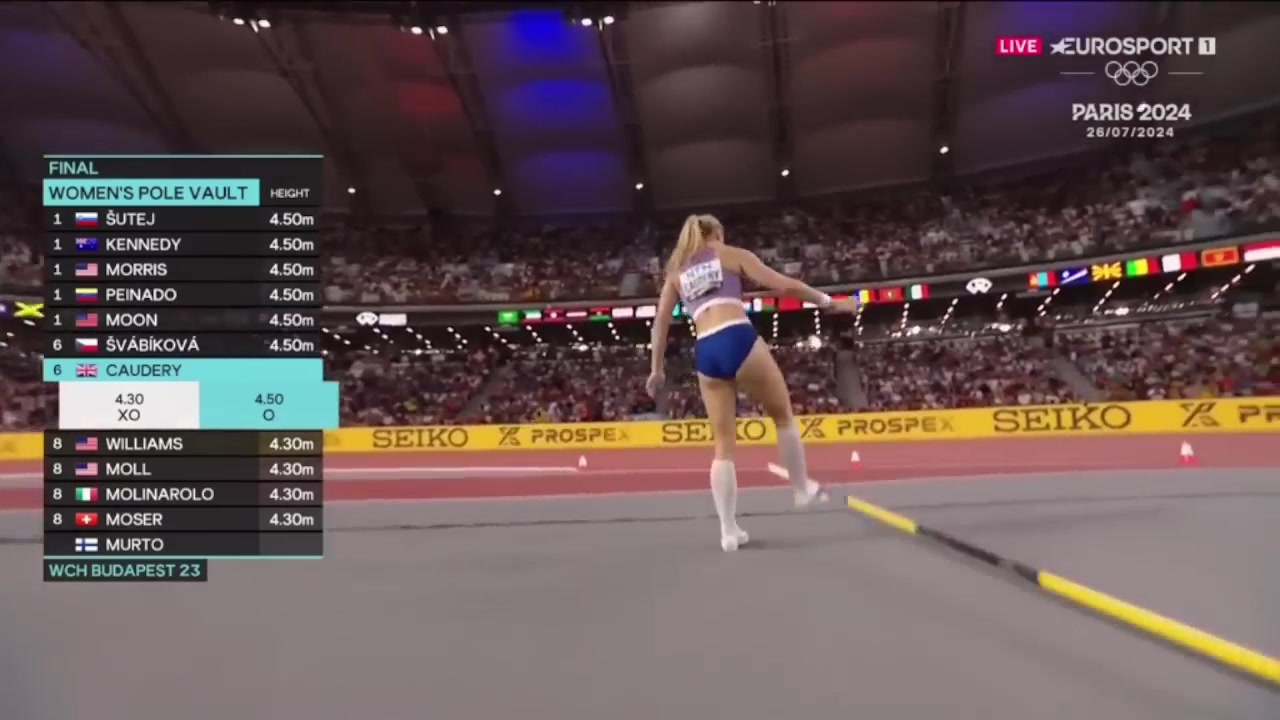 LIVE EUROSPORT 1
PARIS 2024
26/07/2024
FINAL
WOMEN'S POLE VAULT HEIGHT
1 ŠUTEJ 4.50m
1 KENNEDY 4.50m
1 MORRIS 4.50m
1 PEINADO 4.50m
1 MOON 4.50m
6 ŠVÁBÍKOVÁ 4.50m
6 CAUDERY
4.30 4.50
XO O
8 WILLIAMS 4.30m
8 MOLL 4.30m
8 MOLINAROLO 4.30m
8 MOSER 4.30m
MURTO
WCH BUDAPEST 23
CAUDERY
SEIKO PROSPEX SEIKO PROSPEX SEIKO